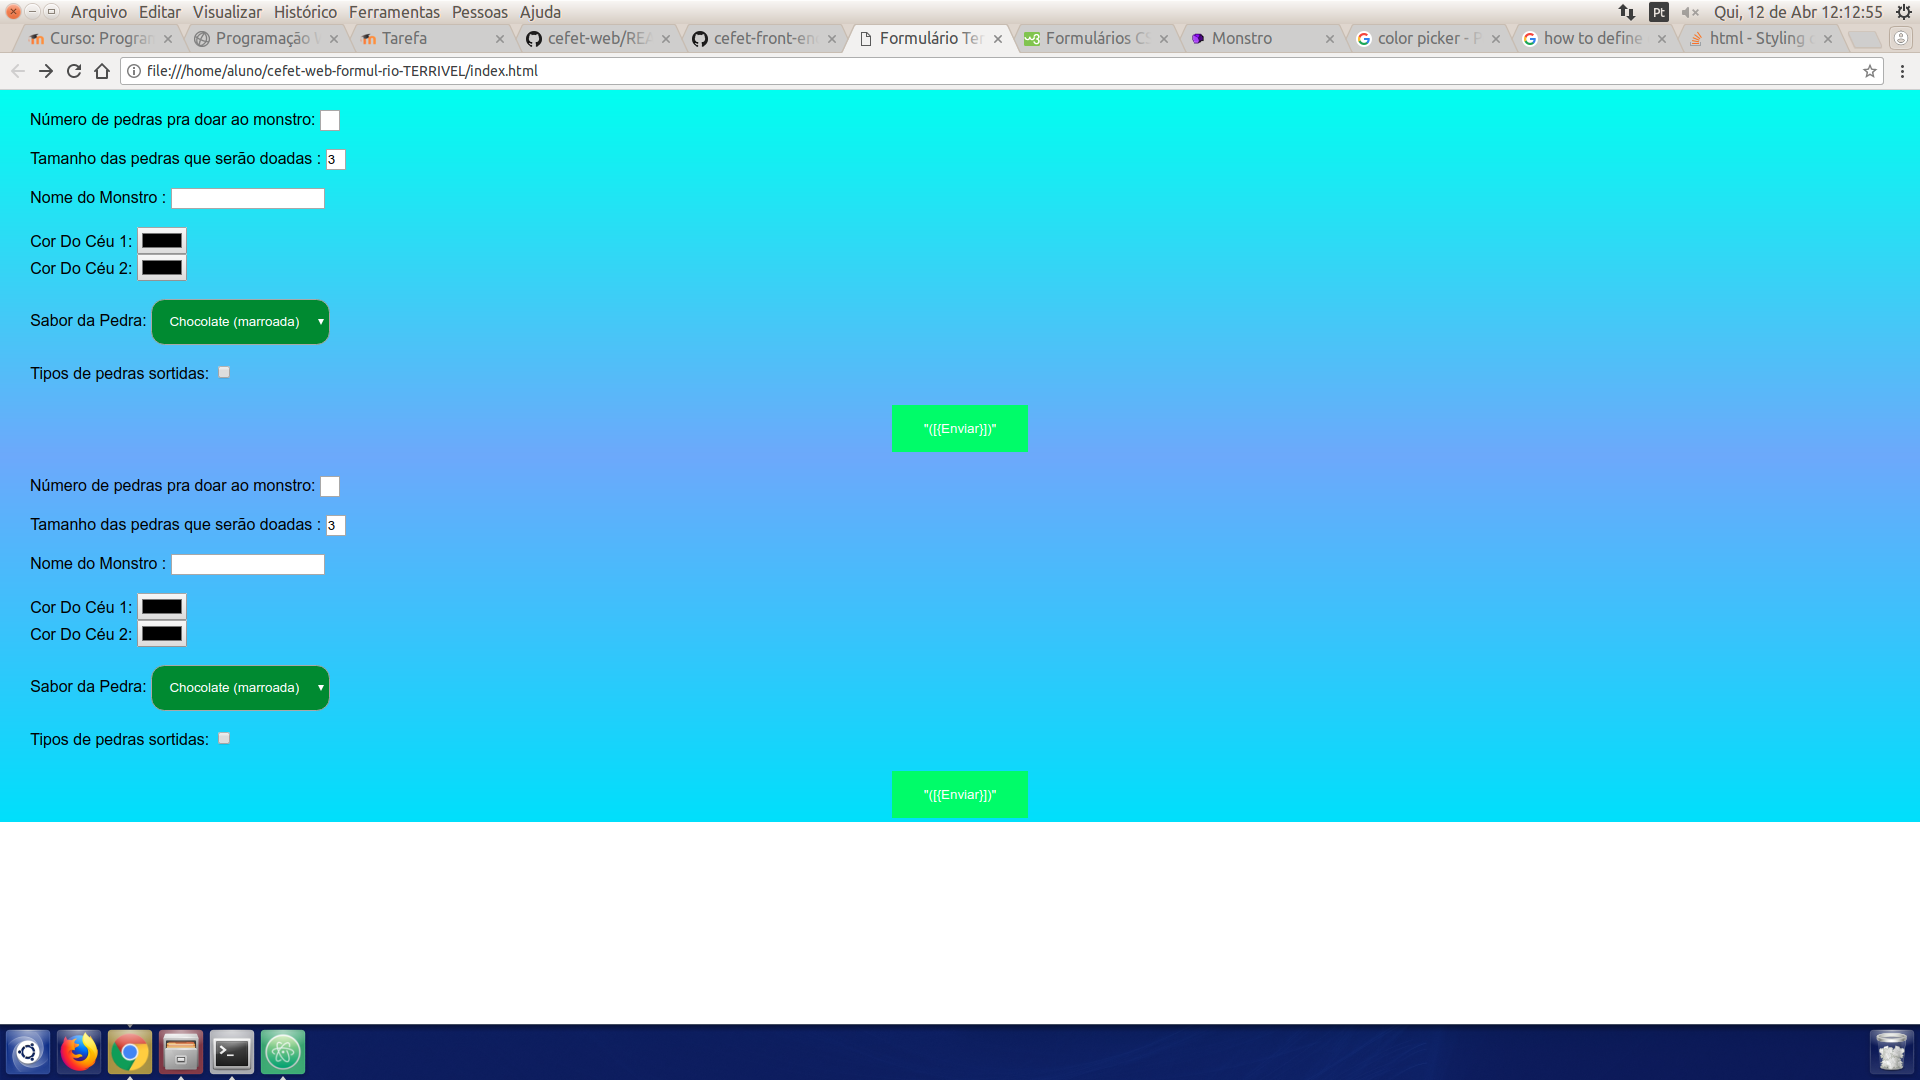 Arquivo Editar Visualizar Histórico Ferramentas Pessoas Ajuda
Pt
Qui, 12 de Abr 12:12:55
Curso: Program
Programação
Tarefa
cefet-web/REA
cefet-front-en
Formulário Ter
Formulários CS
Monstro
color picker - P
how to define
html - Styling
file:///home/aluno/cefet-web-formul-rio-TERRIVEL/index.html
Número de pedras pra doar ao monstro:
Tamanho das pedras que serão doadas : 3
Nome do Monstro :
Cor Do Céu 1:
Cor Do Céu 2:
Sabor da Pedra: Chocolate (marroada)
Tipos de pedras sortidas:
"([{Enviar}])"
Número de pedras pra doar ao monstro:
Tamanho das pedras que serão doadas : 3
Nome do Monstro :
Cor Do Céu 1:
Cor Do Céu 2:
Sabor da Pedra: Chocolate (marroada)
Tipos de pedras sortidas:
"([{Enviar}])"